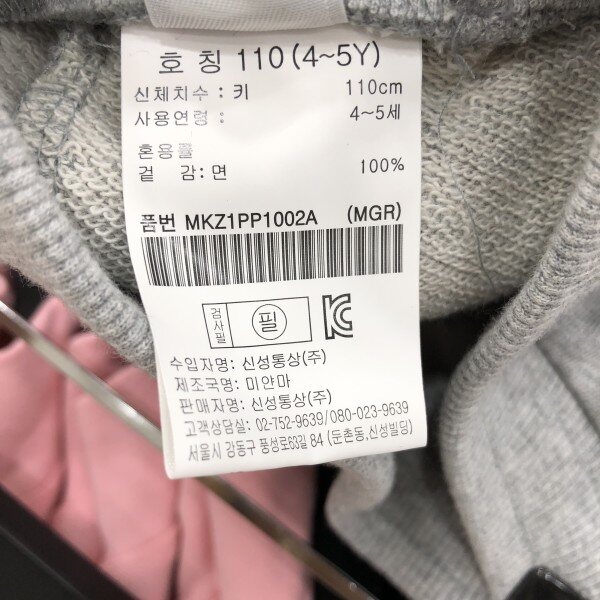 호 칭 110 (4~5Y)
신체치수 : 키 110cm
사용연령 : 4~5세
혼용률
겉 감 : 면 100%
품번 MKZ1PP1002A (MGR)
검사필 필 KC
수입자명: 신성통상(주)
제조국명: 미얀마
판매자명: 신성통상(주)
고객상담실: 02-752-9639/080-023-9639
서울시 강동구 풍성로63길 84 (둔촌동,신성빌딩)